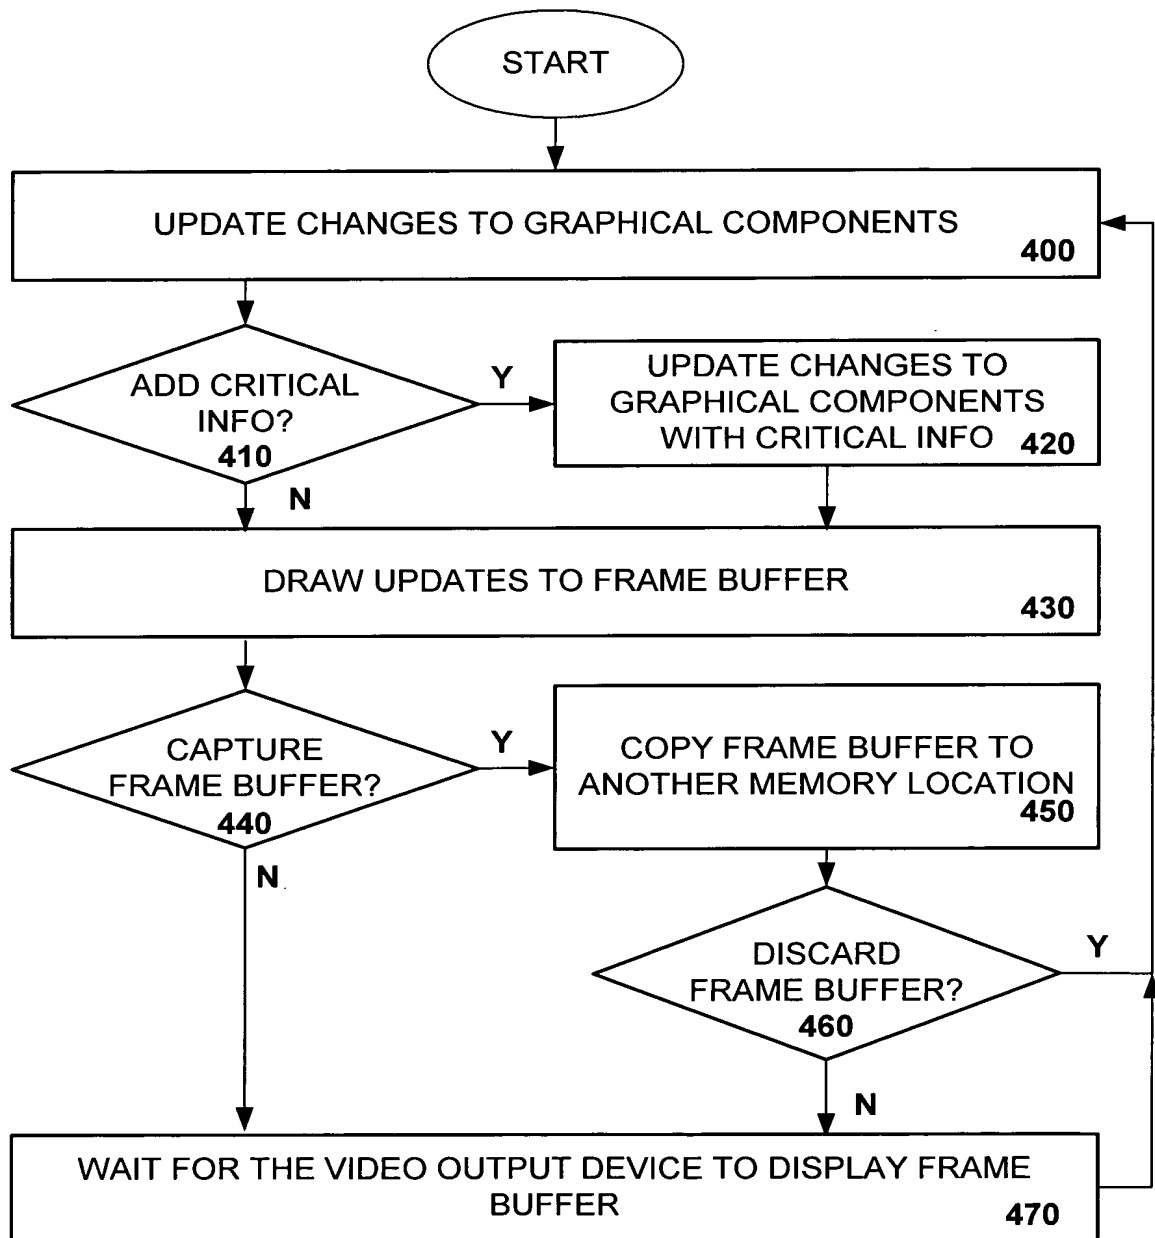 START
UPDATE CHANGES TO GRAPHICAL COMPONENTS
400
ADD CRITICAL
INFO?
410
Y
UPDATE CHANGES TO
GRAPHICAL COMPONENTS
WITH CRITICAL INFO
420
N
DRAW UPDATES TO FRAME BUFFER
430
CAPTURE
FRAME BUFFER?
440
Y
COPY FRAME BUFFER TO
ANOTHER MEMORY LOCATION
450
N
DISCARD
FRAME BUFFER?
460
Y
N
WAIT FOR THE VIDEO OUTPUT DEVICE TO DISPLAY FRAME
BUFFER
470